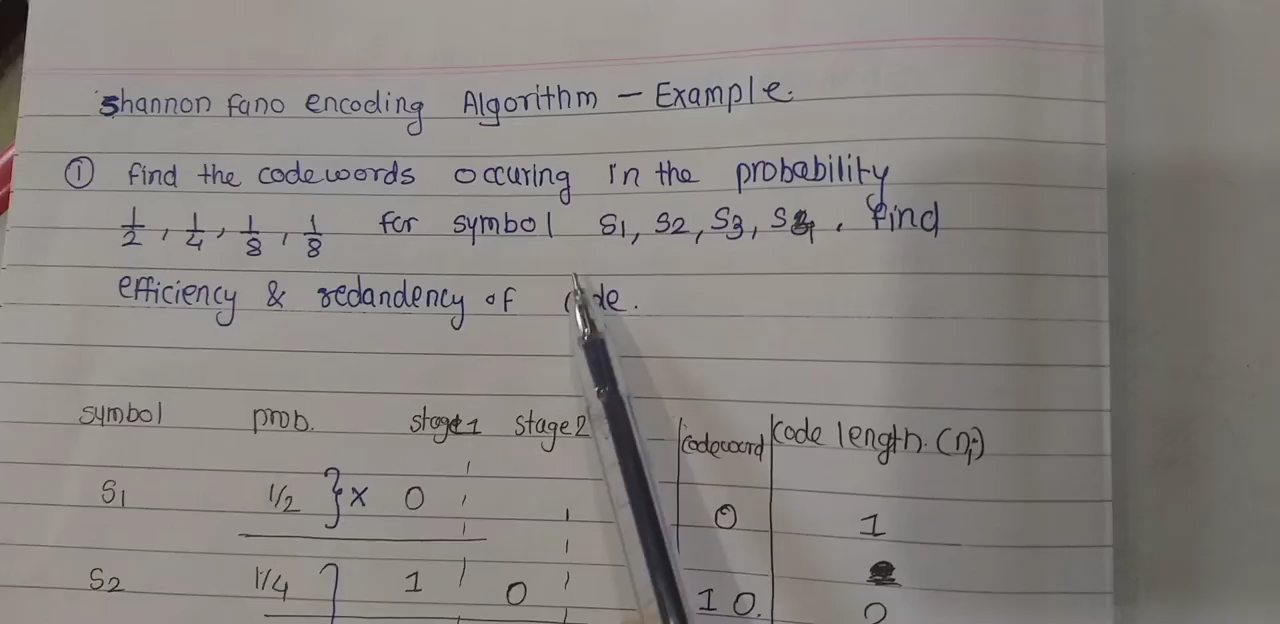 Shannon fano encoding Algorithm – Example.
① find the codewords occuring in the probability
1/2, 1/4, 1/8, 1/8 for symbol S1, S2, S3, S4. find
efficiency & redandency of code.
symbol prob. stage1 stage2 codeword code length (ni)
S1 1/2 } x 0 0 1
S2 1/4 1 0 10. 2